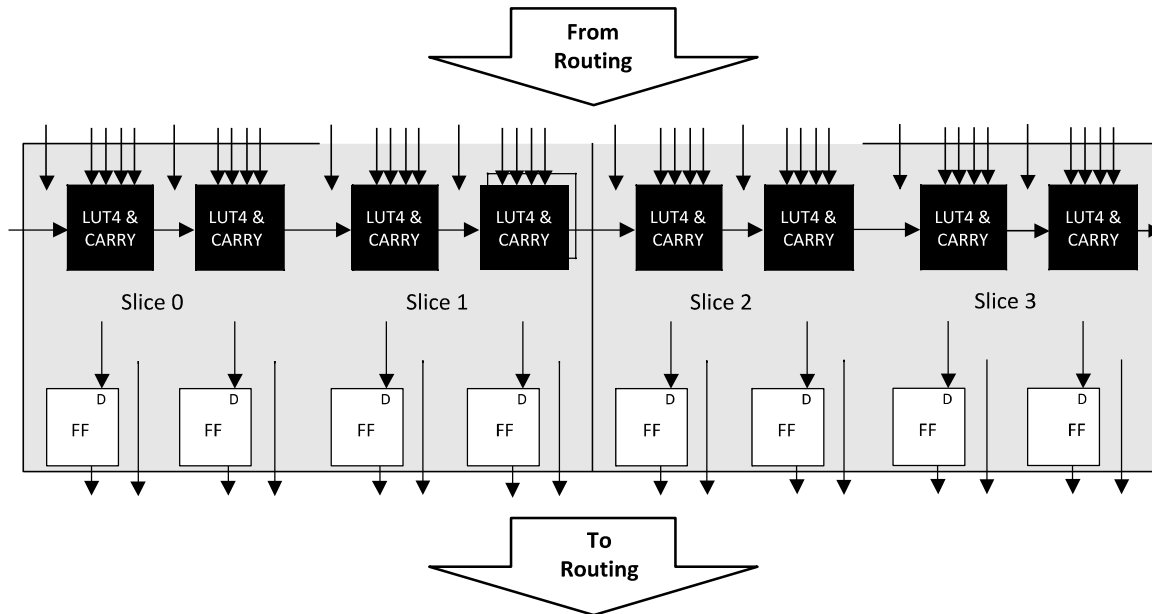 From
Routing
LUT4 &
CARRY
LUT4 &
CARRY
LUT4 &
CARRY
LUT4 &
CARRY
LUT4 &
CARRY
LUT4 &
CARRY
LUT4 &
CARRY
LUT4 &
CARRY
Slice 0
Slice 1
Slice 2
Slice 3
D
FF
D
FF
D
FF
D
FF
D
FF
D
FF
D
FF
D
FF
To
Routing